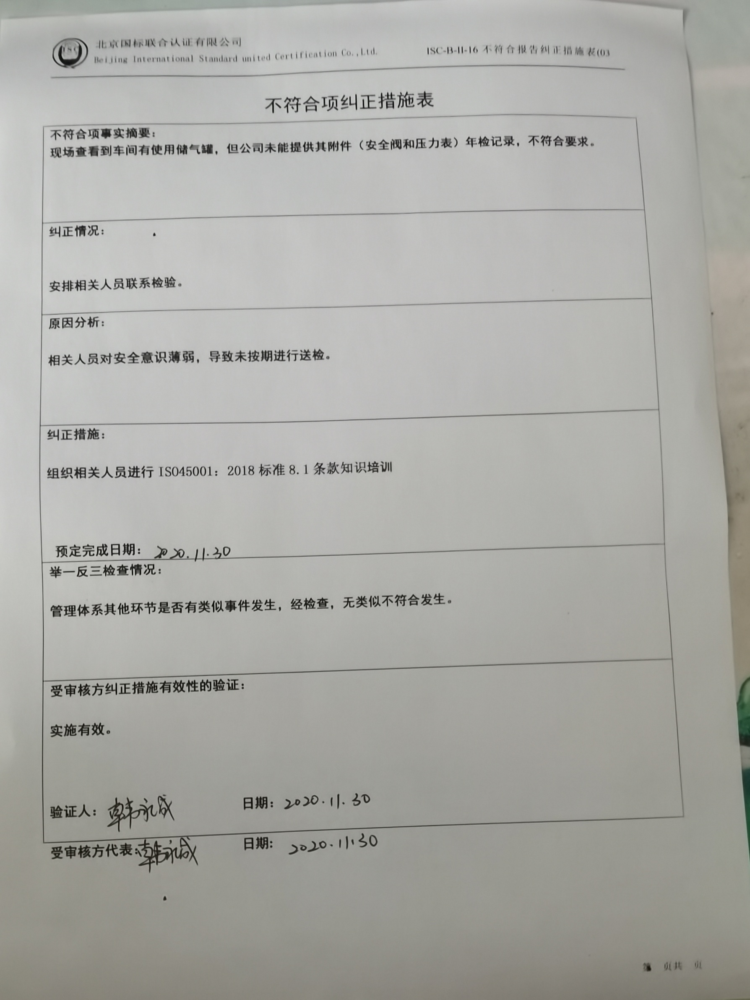 ISC
北京国标联合认证有限公司
Beijing International Standard united Certification Co.,Ltd.
ISC-B-II-16 不符合报告纠正措施表(03
不符合项纠正措施表
不符合项事实摘要：
现场查看到车间有使用储气罐，但公司未能提供其附件（安全阀和压力表）年检记录，不符合要求。
纠正情况：
安排相关人员联系检验。
原因分析：
相关人员对安全意识薄弱，导致未按期进行送检。
纠正措施：
组织相关人员进行 ISO45001：2018 标准 8.1 条款知识培训
预定完成日期： 2020.11.30
举一反三检查情况：
管理体系其他环节是否有类似事件发生，经检查，无类似不符合发生。
受审核方纠正措施有效性的验证：
实施有效。
验证人：韩永成 日期：2020.11.30
受审核方代表：韩永成 日期： 2020.11.30
第 页共 页